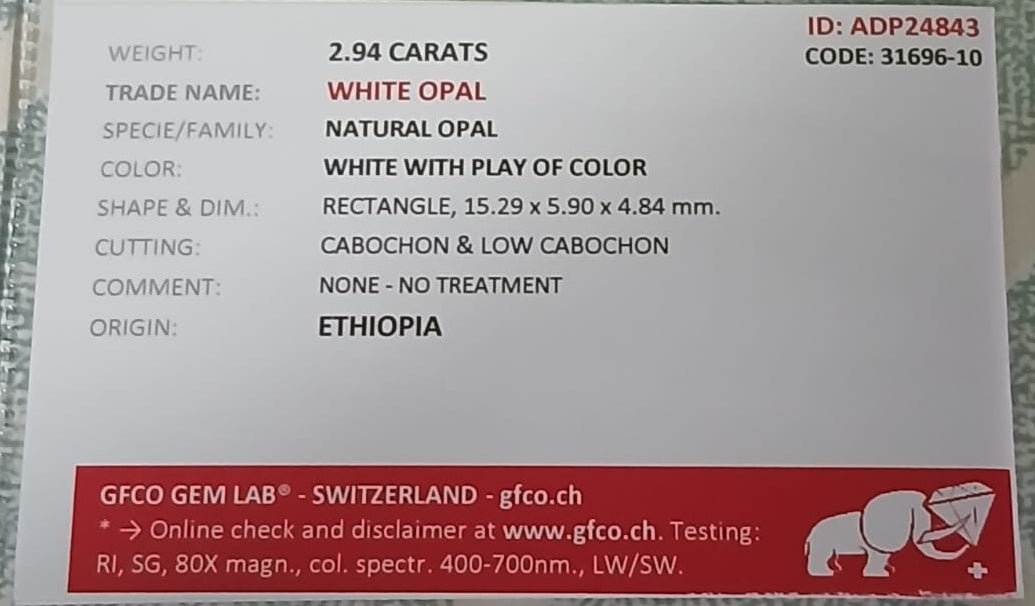 ID: ADP24843
CODE: 31696-10
WEIGHT: 2.94 CARATS
TRADE NAME: WHITE OPAL
SPECIE/FAMILY: NATURAL OPAL
COLOR: WHITE WITH PLAY OF COLOR
SHAPE & DIM.: RECTANGLE, 15.29 x 5.90 x 4.84 mm.
CUTTING: CABOCHON & LOW CABOCHON
COMMENT: NONE - NO TREATMENT
ORIGIN: ETHIOPIA
GFCO GEM LAB® - SWITZERLAND - gfco.ch
* → Online check and disclaimer at www.gfco.ch. Testing:
RI, SG, 80X magn., col. spectr. 400-700nm., LW/SW.